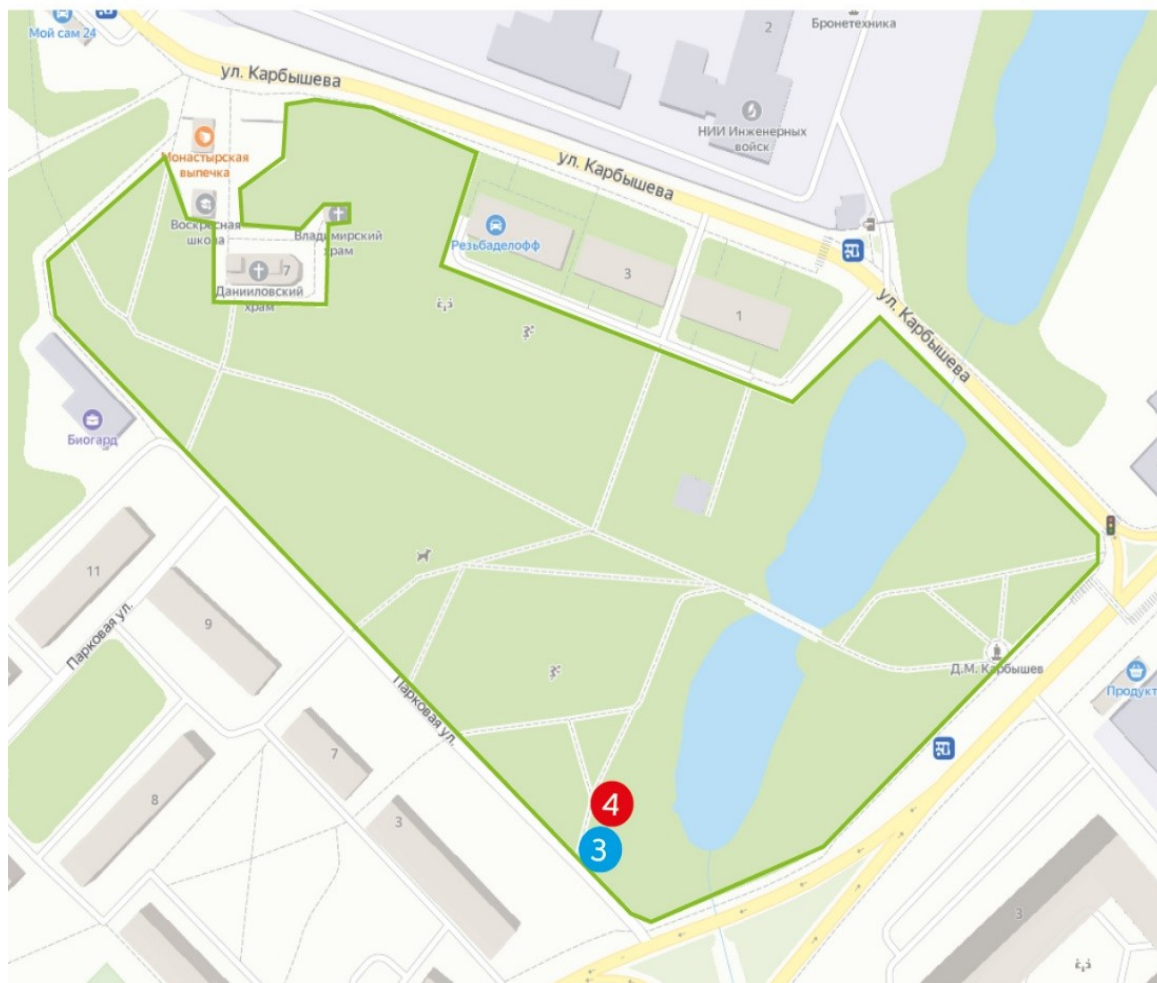 Мой сам 24
Бронетехника
2
ул. Карбышева
НИИ Инженерных
войск
Монастырская
выпечка
ул. Карбышева
Воскресная
школа
Владимирский
храм
Резьбаделофф
3
7
Данииловский
храм
1
ул. Карбышева
Биогард
11
9
Парковая ул.
Д.М. Карбышев
Продукт
Парковая ул.
7
8
3
4
3
3